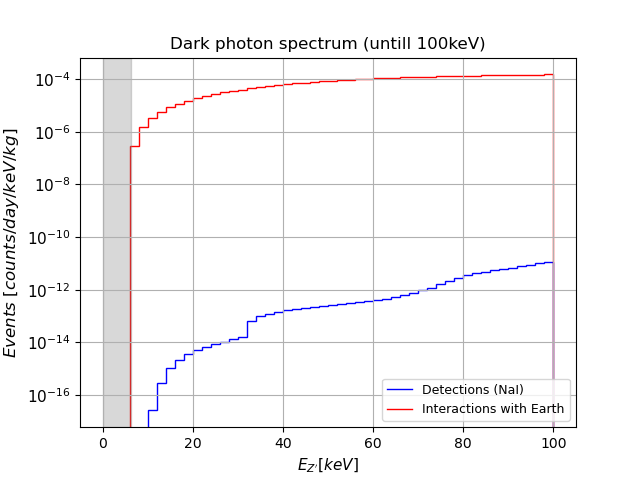 Dark photon spectrum (untill 100keV)
Events [counts/day/keV/kg]
10⁻⁴
10⁻⁶
10⁻⁸
10⁻¹⁰
10⁻¹²
10⁻¹⁴
10⁻¹⁶
Detections (NaI)
Interactions with Earth
0 20 40 60 80 100
E_Z'[keV]